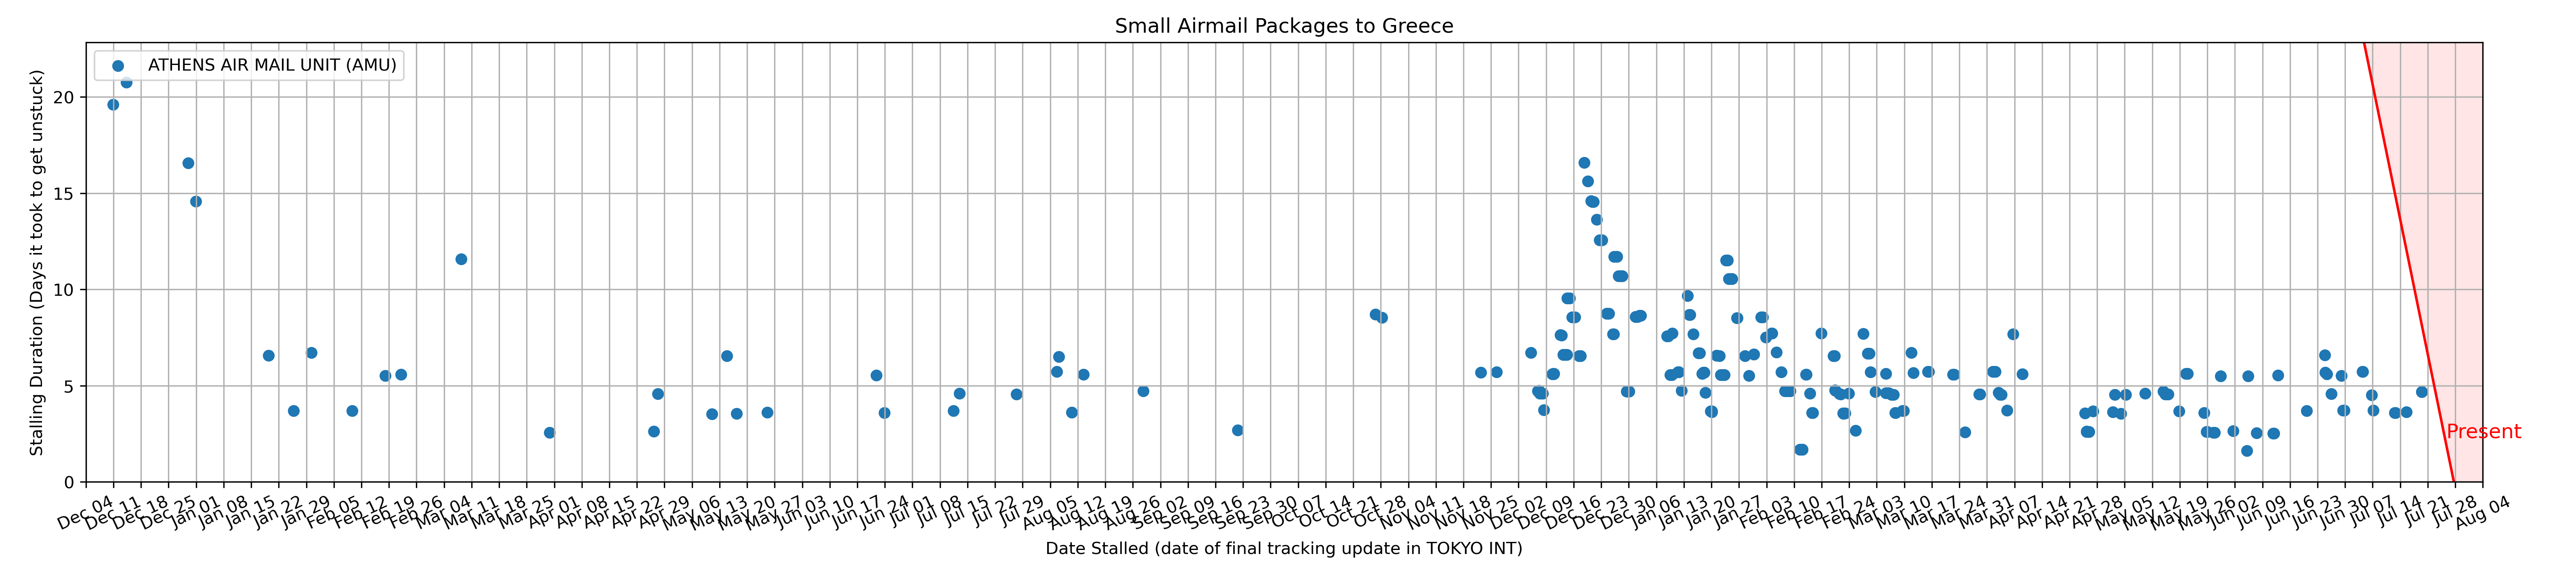 Small Airmail Packages to Greece
ATHENS AIR MAIL UNIT (AMU)
Stalling Duration (Days it took to get unstuck)
20
15
10
5
0
Present
Dec 04
Dec 11
Dec 18
Dec 25
Jan 01
Jan 08
Jan 15
Jan 22
Jan 29
Feb 05
Feb 12
Feb 19
Feb 26
Mar 04
Mar 11
Mar 18
Mar 25
Apr 01
Apr 08
Apr 15
Apr 22
Apr 29
May 06
May 13
May 20
May 27
Jun 03
Jun 10
Jun 17
Jun 24
Jul 01
Jul 08
Jul 15
Jul 22
Jul 29
Aug 05
Aug 12
Aug 19
Aug 26
Sep 02
Sep 09
Sep 16
Sep 23
Sep 30
Oct 07
Oct 14
Oct 21
Oct 28
Nov 04
Nov 11
Nov 18
Nov 25
Dec 02
Dec 09
Dec 16
Dec 23
Dec 30
Jan 06
Jan 13
Jan 20
Jan 27
Feb 03
Feb 10
Feb 17
Feb 24
Mar 03
Mar 10
Mar 17
Mar 24
Mar 31
Apr 07
Apr 14
Apr 21
Apr 28
May 05
May 12
May 19
May 26
Jun 02
Jun 09
Jun 16
Jun 23
Jun 30
Jul 07
Jul 14
Jul 21
Jul 28
Aug 04
Date Stalled (date of final tracking update in TOKYO INT)